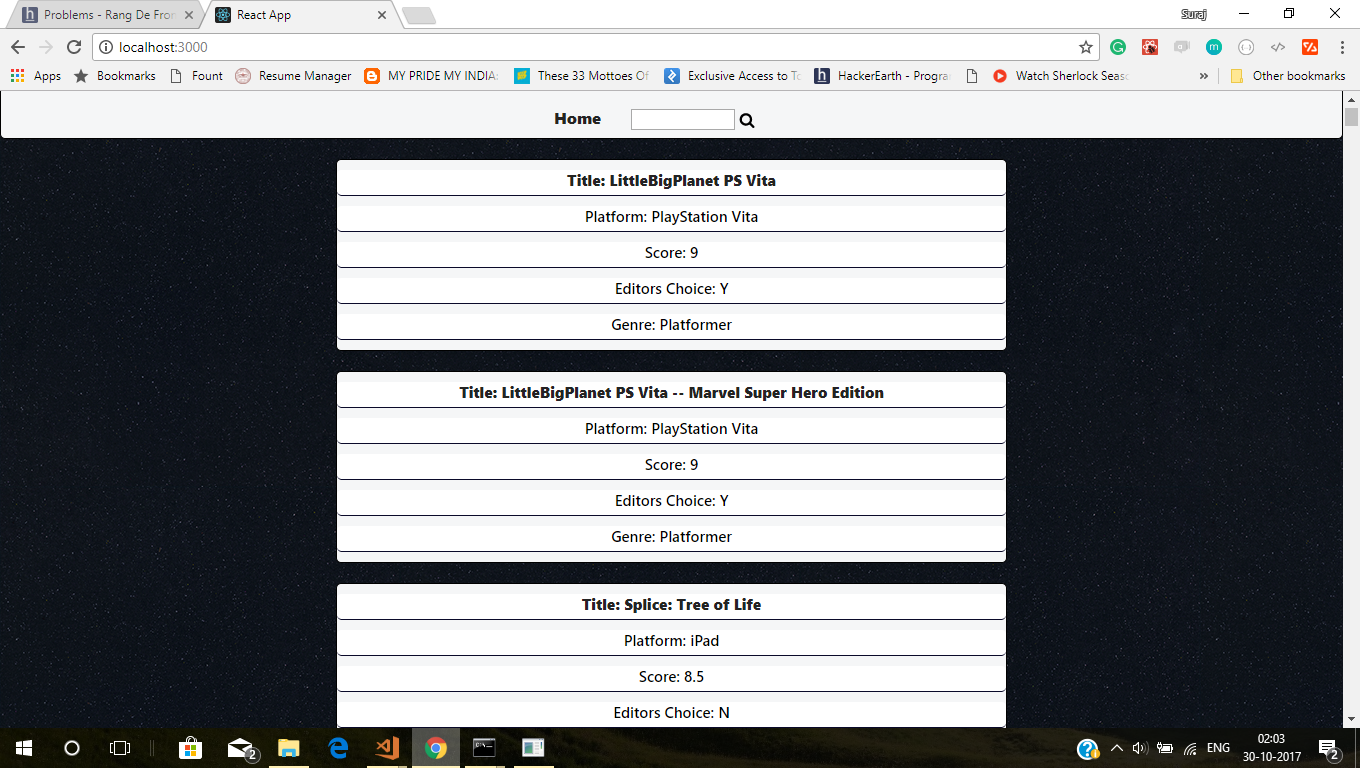 Problems - Rang De Fron
React App
Suraj
localhost:3000
Apps Bookmarks Fount Resume Manager MY PRIDE MY INDIA: These 33 Mottoes Of Exclusive Access to To HackerEarth - Progra Watch Sherlock Seaso » Other bookmarks
Home
Title: LittleBigPlanet PS Vita
Platform: PlayStation Vita
Score: 9
Editors Choice: Y
Genre: Platformer
Title: LittleBigPlanet PS Vita -- Marvel Super Hero Edition
Platform: PlayStation Vita
Score: 9
Editors Choice: Y
Genre: Platformer
Title: Splice: Tree of Life
Platform: iPad
Score: 8.5
Editors Choice: N
2
ENG
02:03
30-10-2017
2